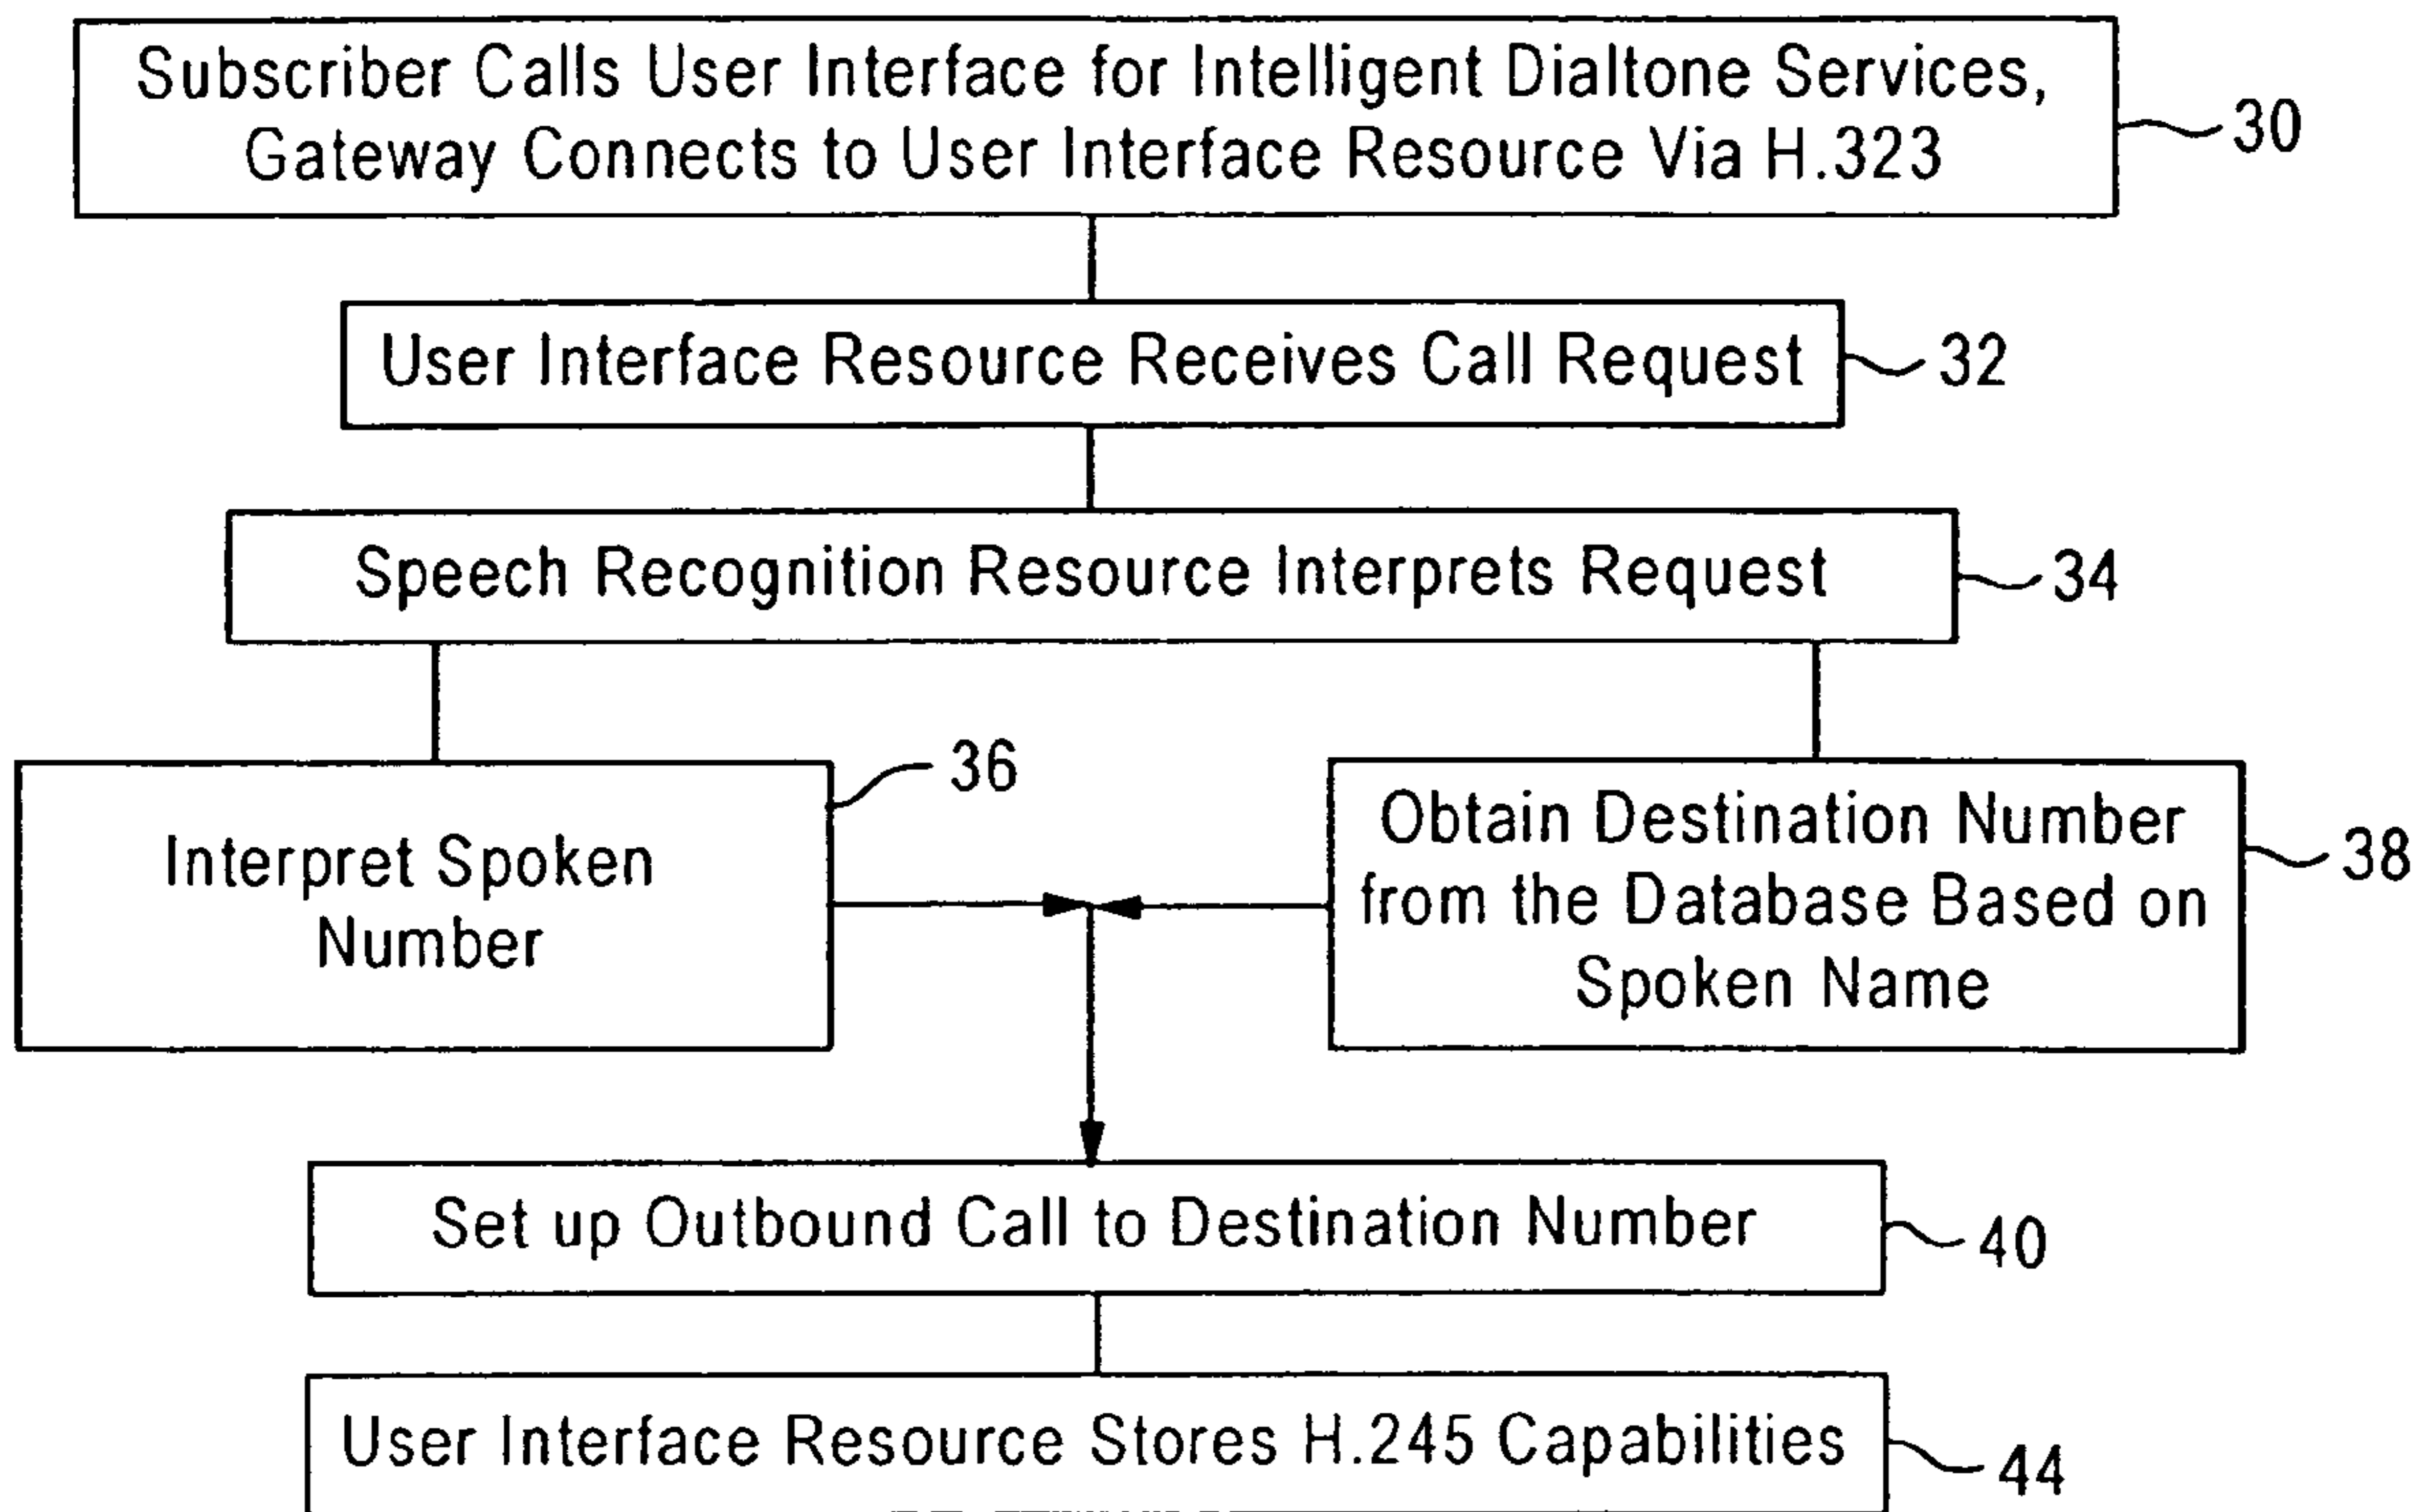 Subscriber Calls User Interface for Intelligent Dialtone Services,
Gateway Connects to User Interface Resource Via H.323
30
User Interface Resource Receives Call Request
32
Speech Recognition Resource Interprets Request
34
36
Interpret Spoken
Number
Obtain Destination Number
from the Database Based on
Spoken Name
38
Set up Outbound Call to Destination Number
40
User Interface Resource Stores H.245 Capabilities
44